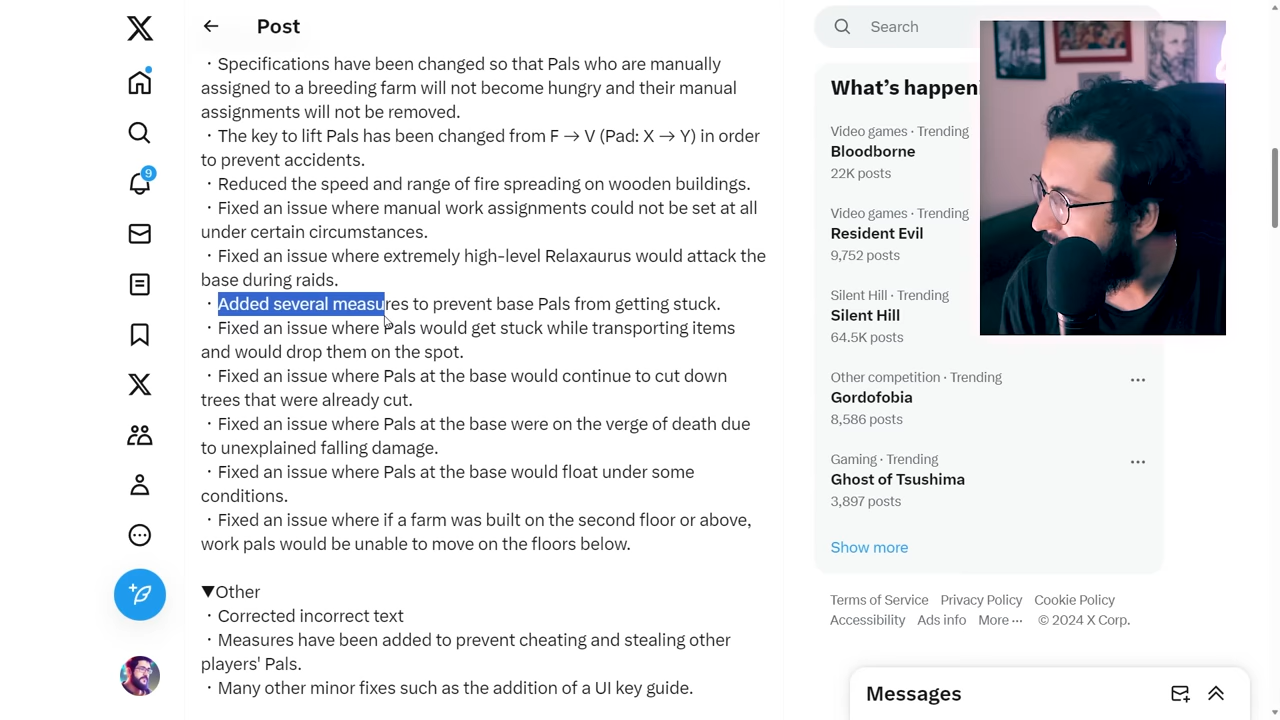 Post
・Specifications have been changed so that Pals who are manually
assigned to a breeding farm will not become hungry and their manual
assignments will not be removed.
・The key to lift Pals has been changed from F → V (Pad: X → Y) in order
to prevent accidents.
・Reduced the speed and range of fire spreading on wooden buildings.
・Fixed an issue where manual work assignments could not be set at all
under certain circumstances.
・Fixed an issue where extremely high-level Relaxaurus would attack the
base during raids.
・Added several measures to prevent base Pals from getting stuck.
・Fixed an issue where Pals would get stuck while transporting items
and would drop them on the spot.
・Fixed an issue where Pals at the base would continue to cut down
trees that were already cut.
・Fixed an issue where Pals at the base were on the verge of death due
to unexplained falling damage.
・Fixed an issue where Pals at the base would float under some
conditions.
・Fixed an issue where if a farm was built on the second floor or above,
work pals would be unable to move on the floors below.
▼Other
・Corrected incorrect text
・Measures have been added to prevent cheating and stealing other
players' Pals.
・Many other minor fixes such as the addition of a UI key guide.
9
Search
What's happen
Video games · Trending
Bloodborne
22K posts
Video games · Trending
Resident Evil
9,752 posts
Silent Hill · Trending
Silent Hill
64.5K posts
Other competition · Trending
Gordofobia
8,586 posts
Gaming · Trending
Ghost of Tsushima
3,897 posts
Show more
Terms of Service Privacy Policy Cookie Policy
Accessibility Ads info More ··· © 2024 X Corp.
Messages